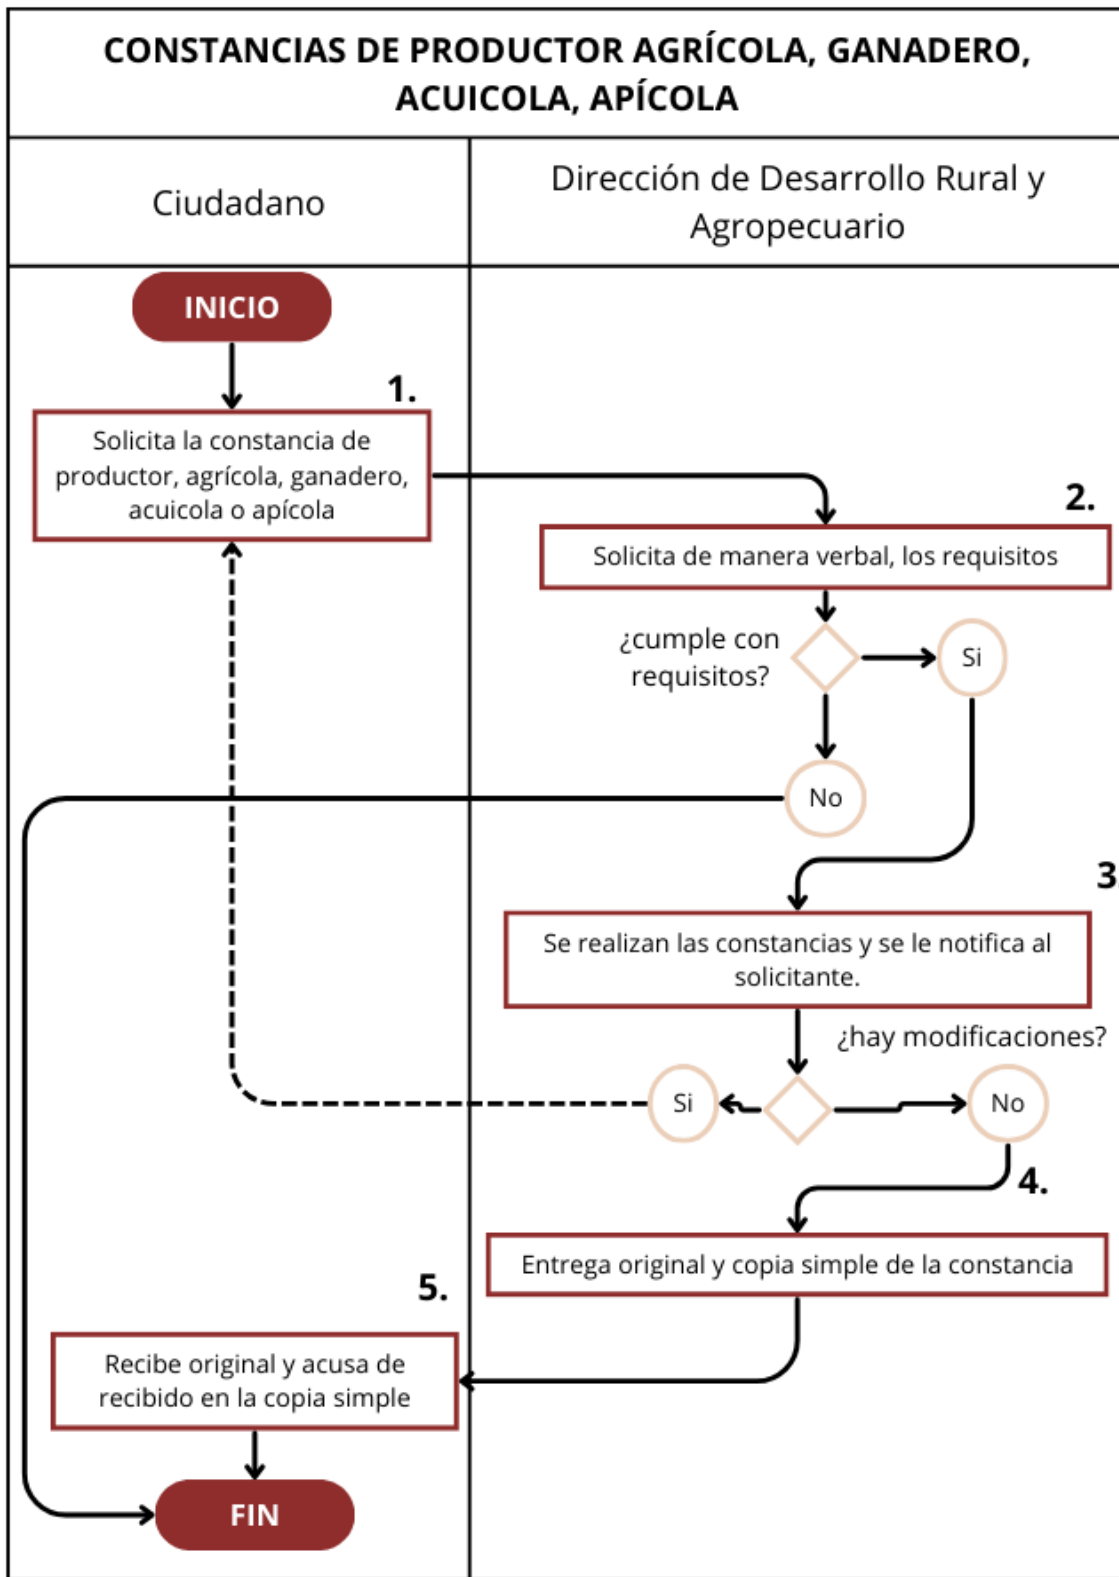 CONSTANCIAS DE PRODUCTOR AGRÍCOLA, GANADERO,
ACUICOLA, APÍCOLA
Ciudadano
Dirección de Desarrollo Rural y
Agropecuario
INICIO
1.
Solicita la constancia de
productor, agrícola, ganadero,
acuicola o apícola
2.
Solicita de manera verbal, los requisitos
¿cumple con
requisitos?
Si
No
3.
Se realizan las constancias y se le notifica al
solicitante.
¿hay modificaciones?
Si
No
4.
Entrega original y copia simple de la constancia
5.
Recibe original y acusa de
recibido en la copia simple
FIN